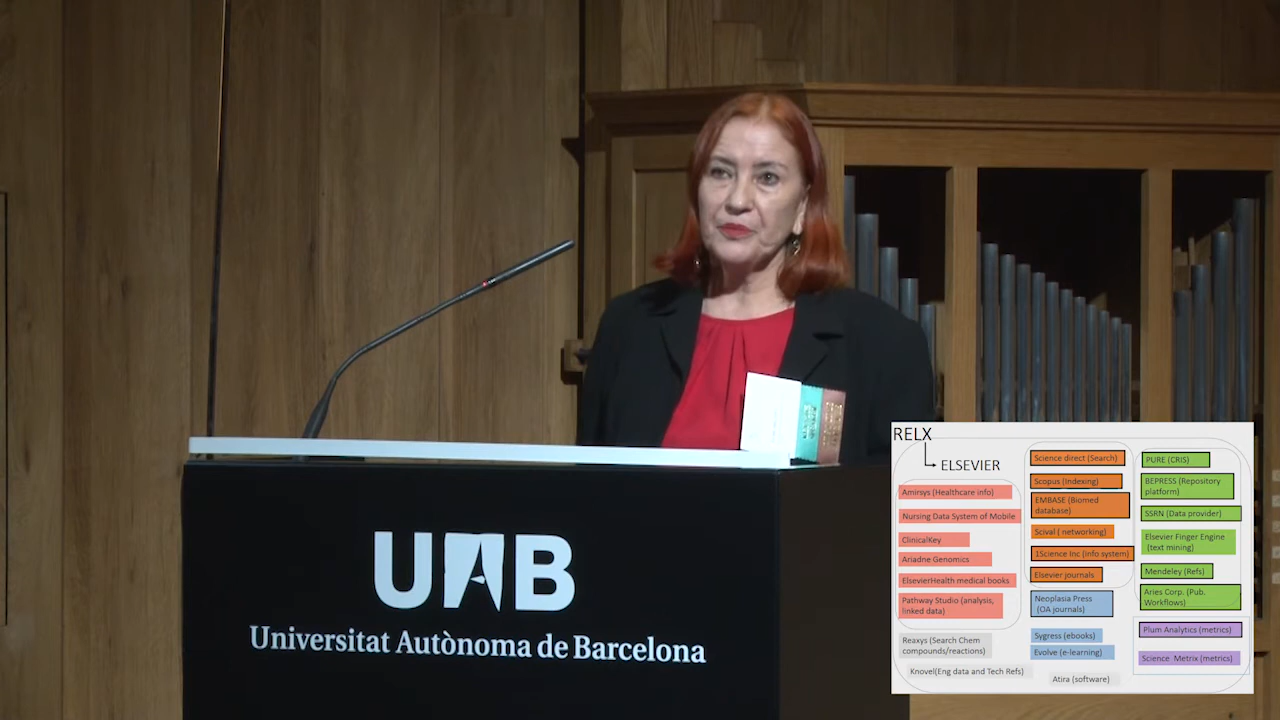 UAB
Universitat Autònoma de Barcelona
RELX
ELSEVIER
Amirsys (Healthcare info)
Nursing Data System of Mobile
ClinicalKey
Ariadne Genomics
ElsevierHealth medical books
Pathway Studio (analysis,
linked data)
Reaxys (Search Chem
compounds/reactions)
Knovel(Eng data and Tech Refs)
Science direct (Search)
Scopus (Indexing)
EMBASE (Biomed
database)
Scival ( networking)
1Science Inc (info system)
Elsevier journals
Neoplasia Press
(OA journals)
Sygress (ebooks)
Evolve (e-learning)
Atira (software)
PURE (CRIS)
BEPRESS (Repository
platform)
SSRN (Data provider)
Elsevier Finger Engine
(text mining)
Mendeley (Refs)
Aries Corp. (Pub.
Workflows)
Plum Analytics (metrics)
Science Metrix (metrics)